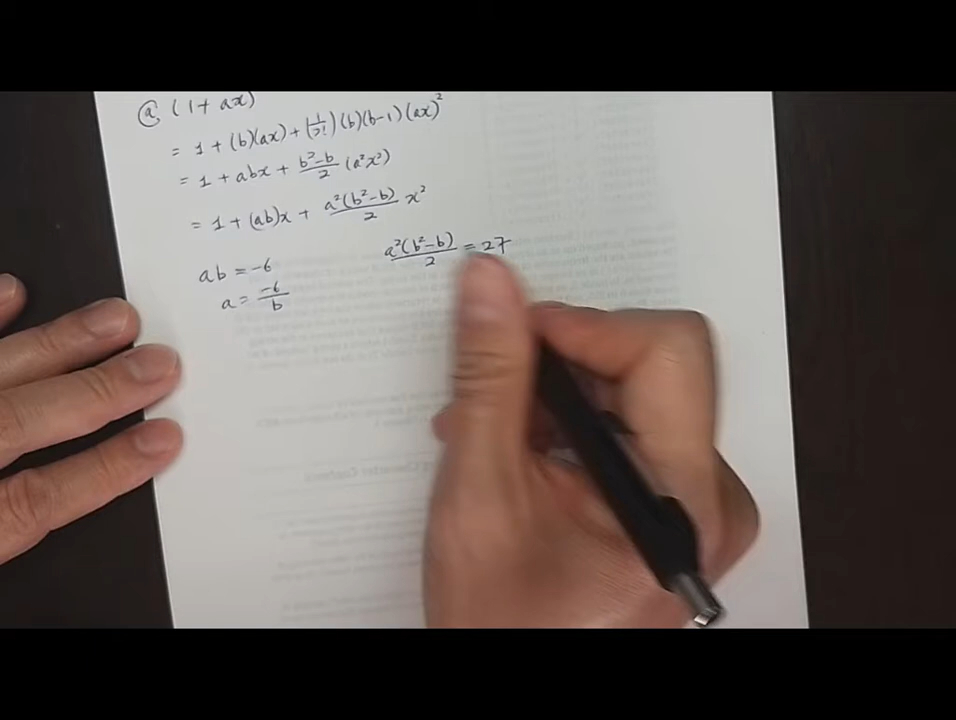 ⓐ (1 + ax)
= 1 + (b)(ax) + (1/2!)(b)(b-1)(ax)²
= 1 + abx + b²-b/2 (a²x²)
= 1 + (ab)x + a²(b²-b)/2 x²
ab = -6
a = -6/b
a²(b²-b)/2 = 27